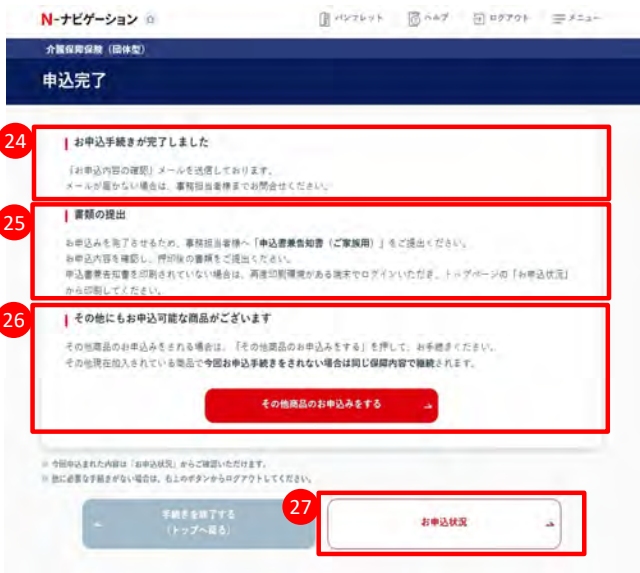 N-ナビゲーション
パンフレット ヘルプ ログアウト メニュー
介護保障保険（団体型）
申込完了
24
お申込手続きが完了しました
「お申込内容の確認」メールを送信しております。
メールが届かない場合は、事務担当者様までお問合せください。
25
書類の提出
お申込みを完了させるため、事務担当者様へ「申込書兼告知書（ご家族用）」をご提出ください。
お申込内容を確認し、押印後の書類をご提出ください。
申込書兼告知書を印刷されていない場合は、再度印刷環境がある端末でログインいただき、トップページの「お申込状況」
から印刷してください。
26
その他にもお申込可能な商品がございます
その他商品のお申込みをされる場合は、「その他商品のお申込みをする」を押して、お手続きください。
その他現在加入されている商品で今回お申込手続きをされない場合は同じ保障内容で継続されます。
その他商品のお申込みをする
※ 今回申込まれた内容は「お申込状況」からご確認いただけます。
※ 他に必要な手続きがない場合は、右上のボタンからログアウトしてください。
手続きを終了する
（トップへ戻る）
27
お申込状況